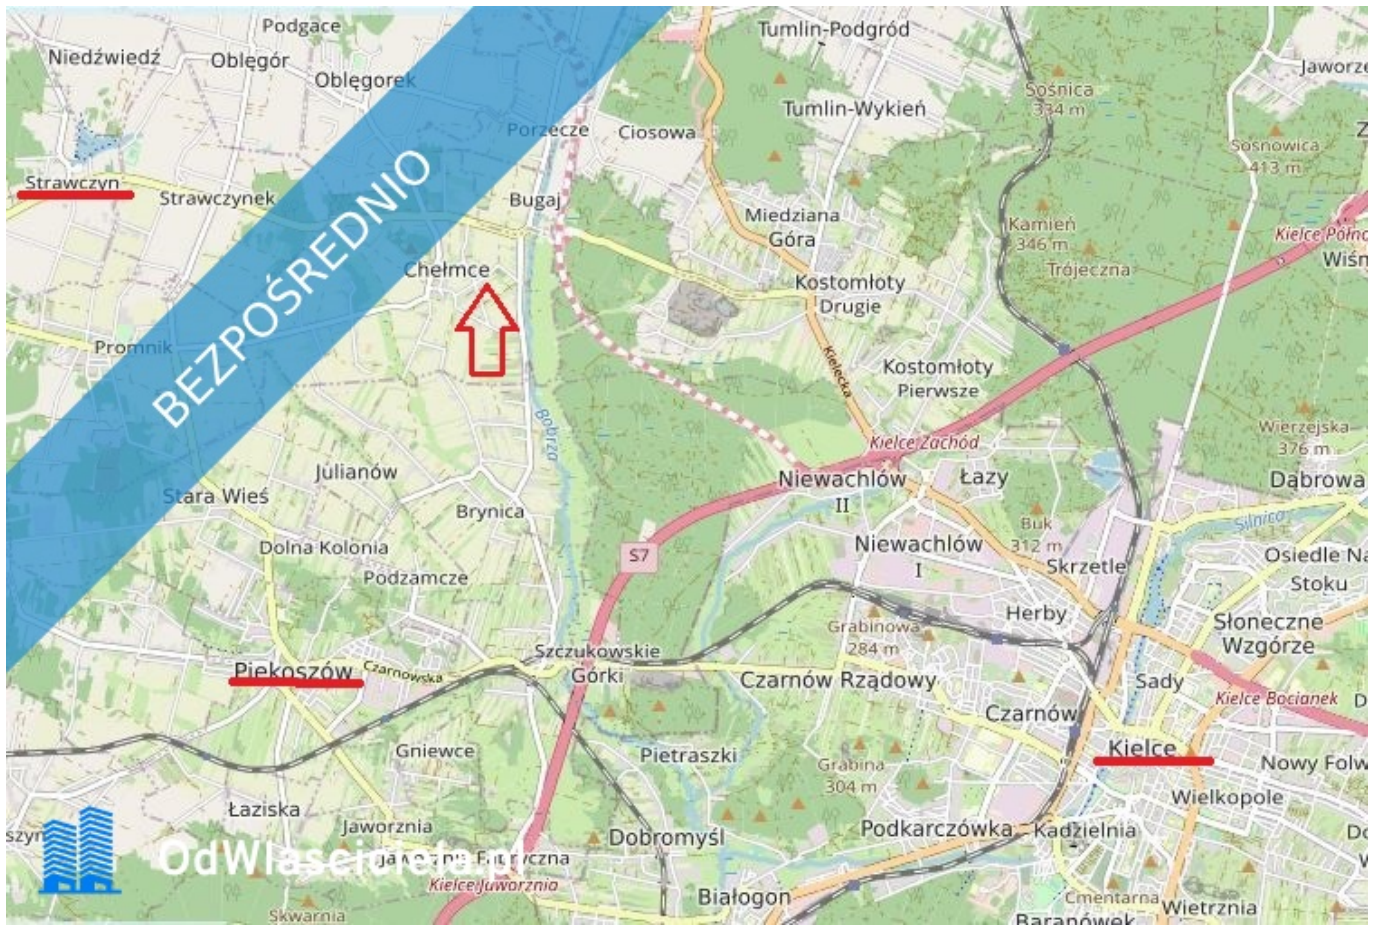 Podgace
Tumlin-Podgród
Niedźwiedź
Oblęgór
Oblęgorek
Jaworze
Sośnica
334 m
Tumlin-Wykień
Porzecze
Ciosowa
Sosnowica
413 m
Strawczyn
Strawczynek
Bugaj
Miedziana
Góra
Kamień
346 m
Kielce Półno
Wiśn
Chełmce
Trójeczna
Kostomłoty
Drugie
BEZPOŚREDNIO
Promnik
Kielecka
Kostomłoty
Pierwsze
Bobrza
Wierzejska
376 m
Kielce Zachód
Julianów
Niewachlów
II
Łazy
Dąbrowa
Stara Wieś
Brynica
Buk
312 m
Silnica
Dolna Kolonia
S7
Niewachlów
I
Skrzetle
Osiedle Na
Stoku
Podzamcze
Herby
Słoneczne
Wzgórze
Grabinowa
284 m
Szczukowskie
Górki
Piekoszów
Czarnowska
Czarnów Rządowy
Sady
Kielce Bocianek
Czarnów
Gniewce
Pietraszki
Kielce
Grabina
304 m
Nowy Folw
Wielkopole
Łaziska
Jaworznia
Dobromyśl
Podkarczówka
Kadzielnia
szyn
OdWlasciciela.pl
Jaworznia Fabryczna
Kielce Jaworznia
Białogon
Cmentarna
Wietrznia
Skwarnia
Baranówek